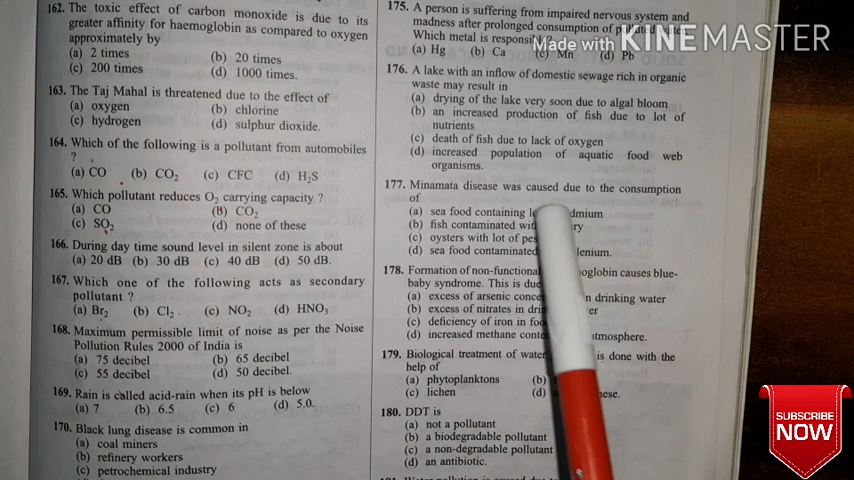 162. The toxic effect of carbon monoxide is due to its
greater affinity for haemoglobin as compared to oxygen
approximately by
(a) 2 times (b) 20 times
(c) 200 times (d) 1000 times.
163. The Taj Mahal is threatened due to the effect of
(a) oxygen (b) chlorine
(c) hydrogen (d) sulphur dioxide.
164. Which of the following is a pollutant from automobiles
?
(a) CO (b) CO2 (c) CFC (d) H2S
165. Which pollutant reduces O2 carrying capacity ?
(a) CO (b) CO2
(c) SO2 (d) none of these
166. During day time sound level in silent zone is about
(a) 20 dB (b) 30 dB (c) 40 dB (d) 50 dB.
167. Which one of the following acts as secondary
pollutant ?
(a) Br2 (b) Cl2 (c) NO2 (d) HNO3
168. Maximum permissible limit of noise as per the Noise
Pollution Rules 2000 of India is
(a) 75 decibel (b) 65 decibel
(c) 55 decibel (d) 50 decibel.
169. Rain is called acid-rain when its pH is below
(a) 7 (b) 6.5 (c) 6 (d) 5.0.
170. Black lung disease is common in
(a) coal miners
(b) refinery workers
(c) petrochemical industry
175. A person is suffering from impaired nervous system and
madness after prolonged consumption of polluted
Which metal is responsible
(a) Hg (b) Ca (c) Mn (d) Pb
Made with KINEMASTER
176. A lake with an inflow of domestic sewage rich in organic
waste may result in
(a) drying of the lake very soon due to algal bloom
(b) an increased production of fish due to lot of
nutrients
(c) death of fish due to lack of oxygen
(d) increased population of aquatic food web
organisms.
177. Minamata disease was caused due to the consumption
of
(a) sea food containing
(b) fish contaminated
(c) oysters with lot of
(d) sea food contaminated
178. Formation of non-functional causes blue-
baby syndrome. This is due
(a) excess of arsenic drinking water
(b) excess of nitrates in
(c) deficiency of iron in
(d) increased methane
179. Biological treatment of water is done with the
help of
(a) phytoplanktons (b)
(c) lichen (d)
180. DDT is
(a) not a pollutant
(b) a biodegradable pollutant
(c) a non-degradable pollutant
(d) an antibiotic.
SUBSCRIBE
NOW